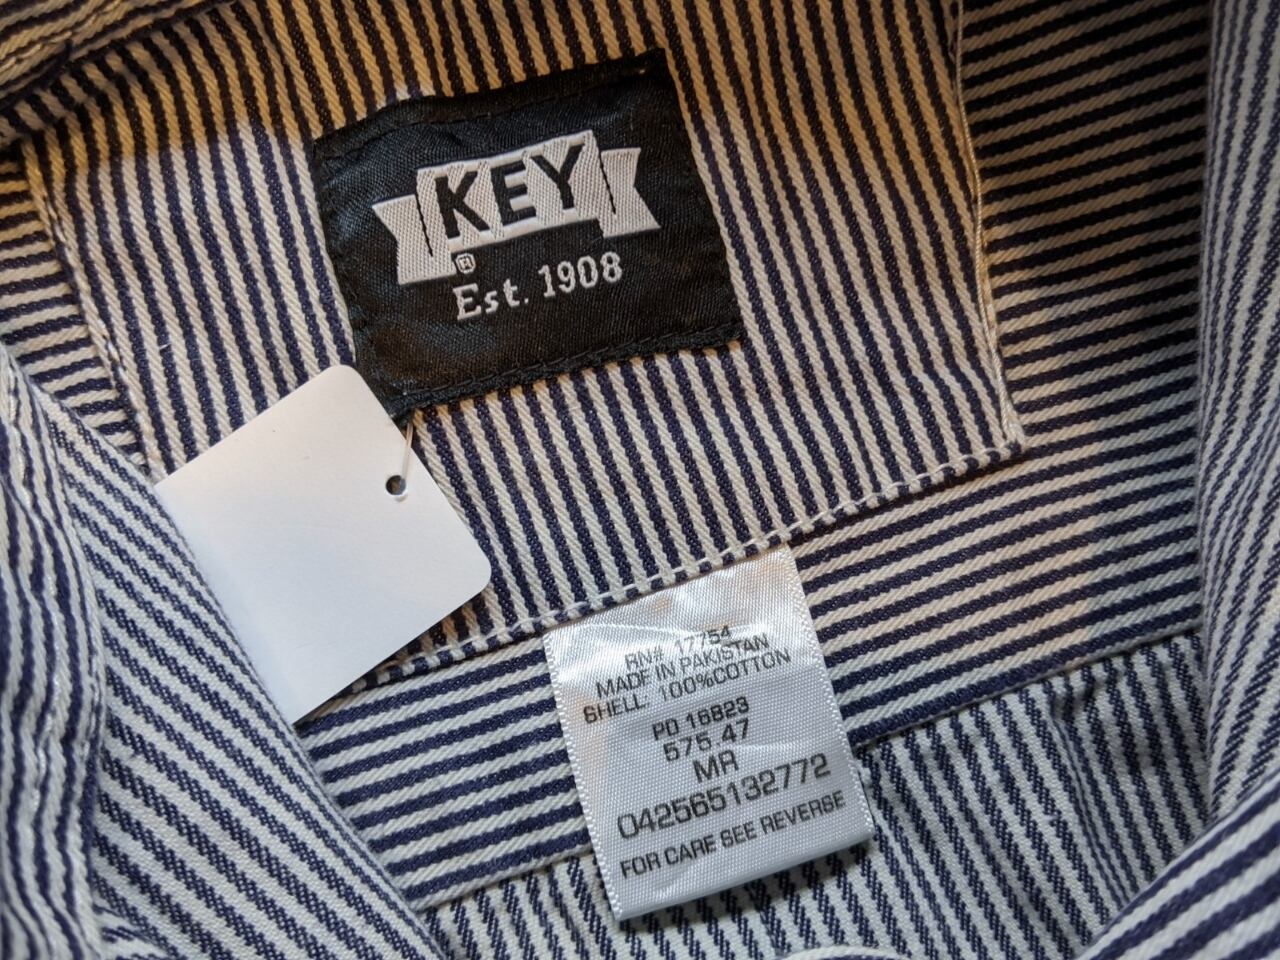 KEY
®
Est. 1908
RN# 17754
MADE IN PAKISTAN
SHELL: 100%COTTON
PO 16823
575.47
MR
042565132772
FOR CARE SEE REVERSE